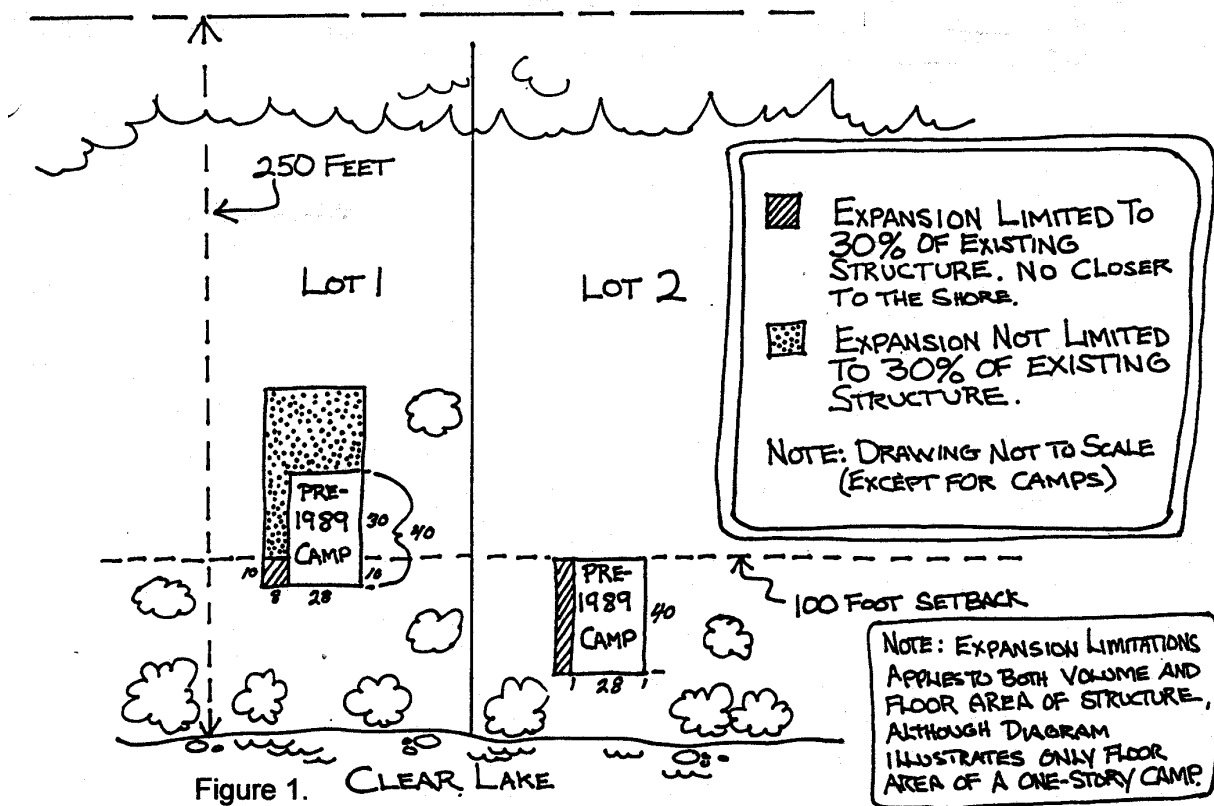 250 FEET
LOT 1
LOT 2
EXPANSION LIMITED TO
30% OF EXISTING
STRUCTURE. NO CLOSER
TO THE SHORE.
EXPANSION NOT LIMITED
TO 30% OF EXISTING
STRUCTURE.
NOTE: DRAWING NOT TO SCALE
(EXCEPT FOR CAMPS)
PRE-
1989
CAMP
30
40
10
10
8
28
PRE-
1989
CAMP
40
28
100 FOOT SETBACK
NOTE: EXPANSION LIMITATIONS
APPLIES TO BOTH VOLUME AND
FLOOR AREA OF STRUCTURE,
ALTHOUGH DIAGRAM
ILLUSTRATES ONLY FLOOR
AREA OF A ONE-STORY CAMP.
Figure 1.
CLEAR LAKE